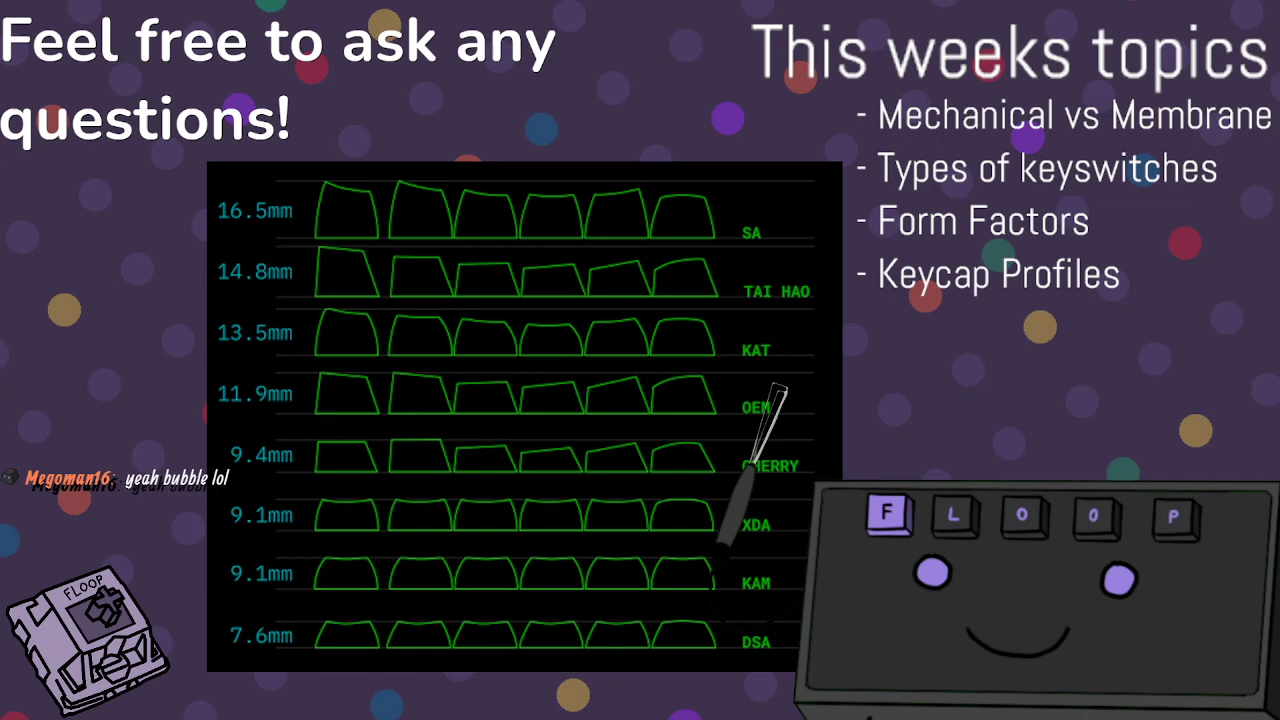 Feel free to ask any
questions!
This weeks topics
- Mechanical vs Membrane
- Types of keyswitches
- Form Factors
- Keycap Profiles
16.5mm SA
14.8mm TAI HAO
13.5mm KAT
11.9mm OEM
9.4mm CHERRY
9.1mm XDA
9.1mm KAM
7.6mm DSA
Megoman16: yeah bubble lol
FLOOP
F L O O P